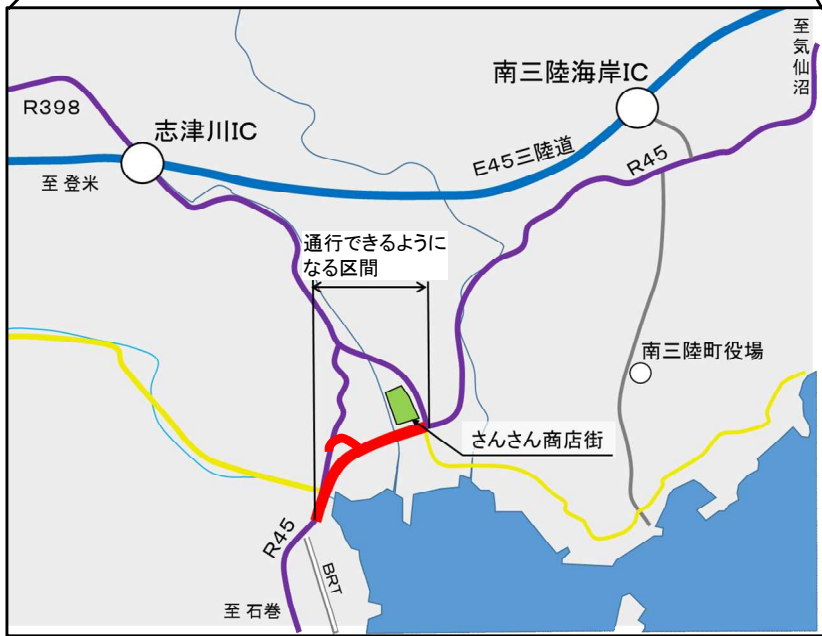 至気仙沼
南三陸海岸IC
R398
志津川IC
E45三陸道
R45
至 登米
通行できるように
なる区間
南三陸町役場
さんさん商店街
R45
BRT
至 石巻